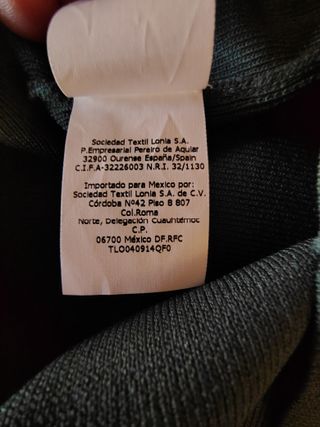 Sociedad Textil Lonia S.A.
P.Empresarial Pereiro de Aguiar
32900 Ourense España/Spain
C.I.F.A-32226003 N.R.I. 32/1130
Importado para Mexico por:
Sociedad Textil Lonia S.A. de C.V.
Córdoba Nº42 Piso 8 807
Col.Roma
Norte, Delegación Cuauhtémoc
C.P.
06700 México DF.RFC
TLO040914QF0